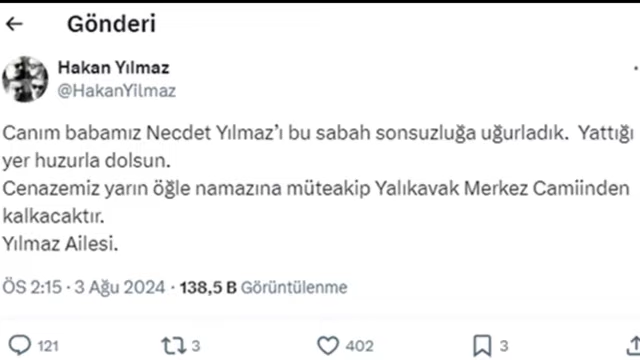 Gönderi
Hakan Yılmaz
@HakanYilmaz
Canım babamız Necdet Yılmaz’ı bu sabah sonsuzluğa uğurladık. Yattığı
yer huzurla dolsun.
Cenazemiz yarın öğle namazına müteakip Yalıkavak Merkez Camiinden
kalkacaktır.
Yılmaz Ailesi.
ÖS 2:15 · 3 Ağu 2024 · 138,5 B Görüntülenme
121 3 402 3